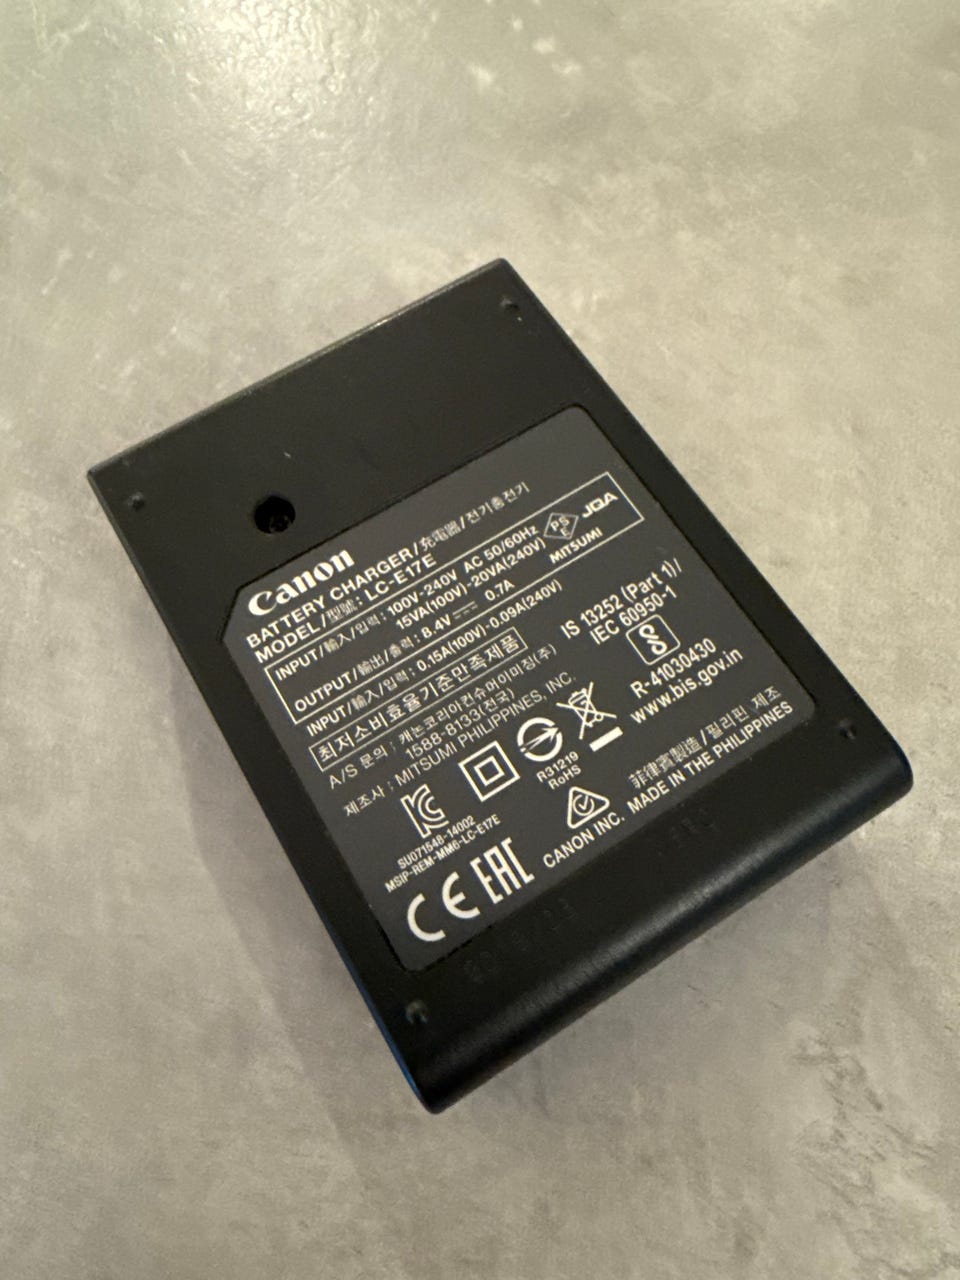 Canon
BATTERY CHARGER/充電器/전기충전기
MODEL/型號: LC-E17E
INPUT/輸入/입력: 100V-240V AC 50/60Hz
15VA(100V)-20VA(240V)
OUTPUT/輸出/출력: 8.4V 0.7A
PS
E
JQA
MITSUMI
INPUT/輸入/입력: 0.15A(100V)-0.09A(240V)
최저소비효율기준만족제품
A/S 문의 : 캐논코리아컨슈머이미징(주)
1588-8133(전국)
제조사 : MITSUMI PHILIPPINES, INC.
IS 13252 (Part 1)/
IEC 60950-1
R-41030430
www.bis.gov.in
SU071548-14002
MSIP-REM-MM6-LC-E17E
R31219
RoHS
菲律賓製造/필리핀 제조
CANON INC. MADE IN THE PHILIPPINES
CE EAC